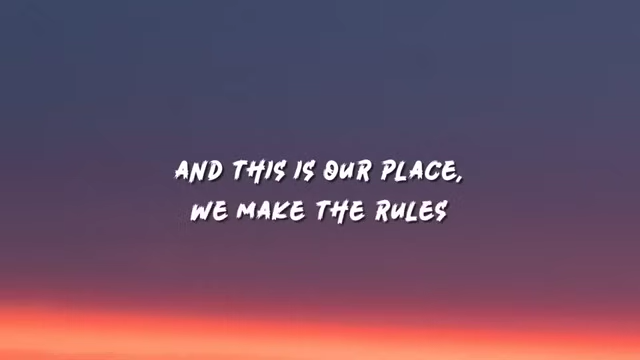 AND THIS IS OUR PLACE,
WE MAKE THE RULES